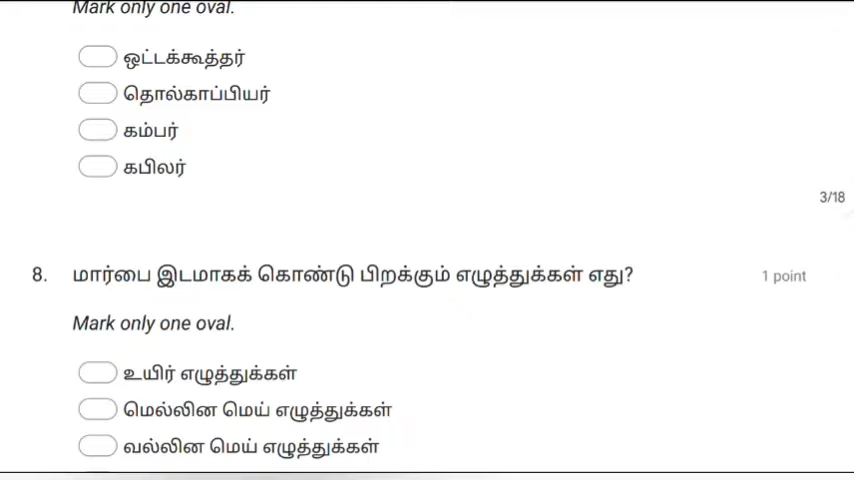 Mark only one oval.
ஒட்டக்கூத்தர்
தொல்காப்பியர்
கம்பர்
கபிலர்
3/18
8. மார்பை இடமாகக் கொண்டு பிறக்கும் எழுத்துக்கள் எது? 1 point
Mark only one oval.
உயிர் எழுத்துக்கள்
மெல்லின மெய் எழுத்துக்கள்
வல்லின மெய் எழுத்துக்கள்